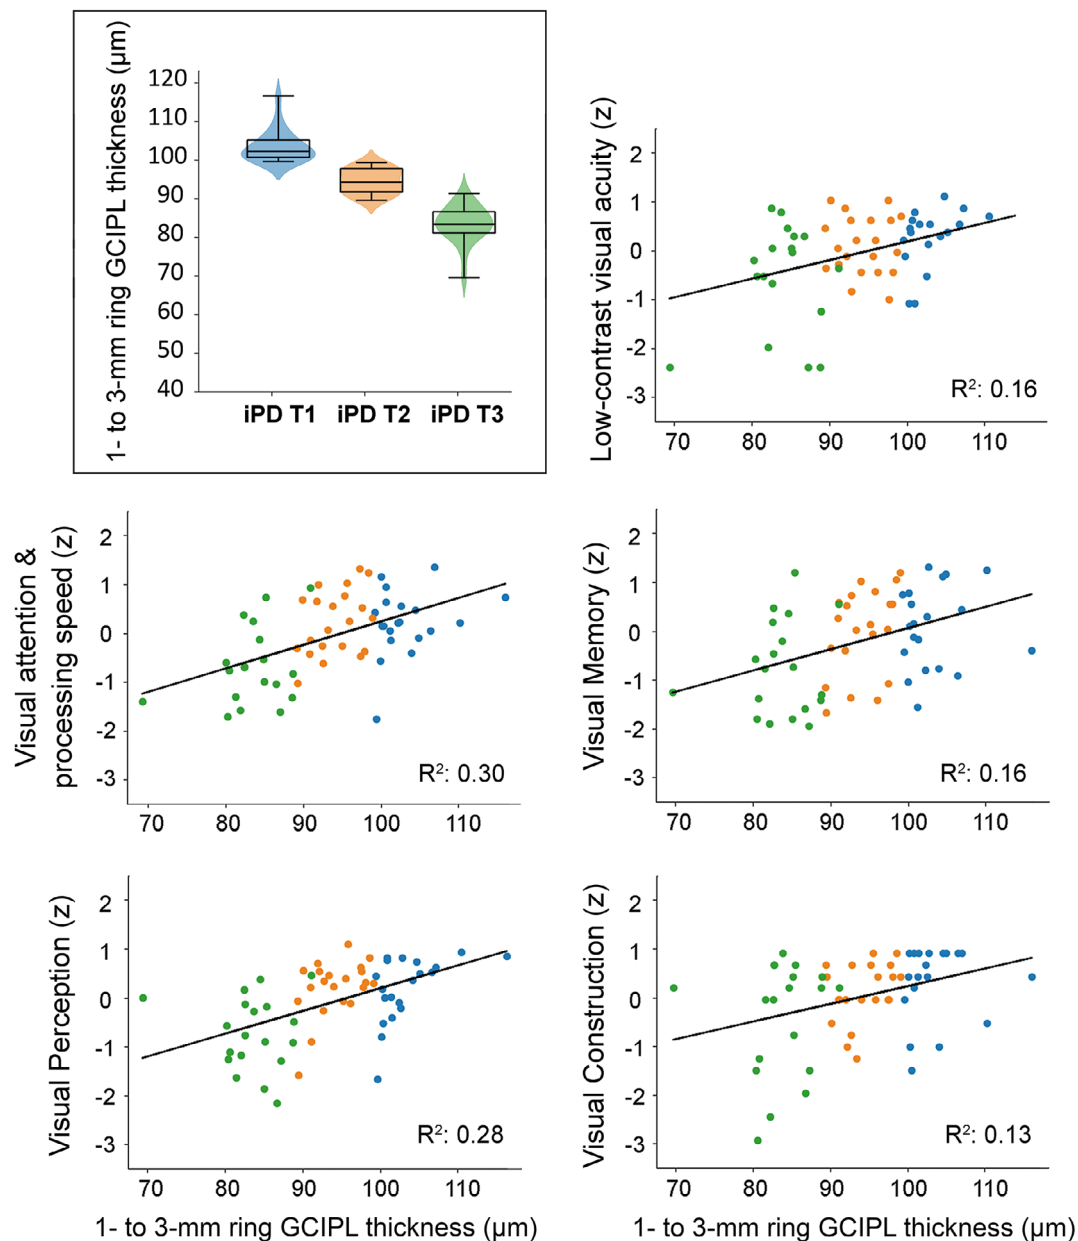 1- to 3-mm ring GCIPL thickness (µm)
120
110
100
90
80
70
60
50
40
iPD T1 iPD T2 iPD T3
Low-contrast visual acuity (z)
2
1
0
-1
-2
-3
R²: 0.16
70 80 90 100 110
Visual attention &
processing speed (z)
2
1
0
-1
-2
-3
R²: 0.30
70 80 90 100 110
Visual Memory (z)
2
1
0
-1
-2
-3
R²: 0.16
70 80 90 100 110
Visual Perception (z)
2
1
0
-1
-2
-3
R²: 0.28
70 80 90 100 110
1- to 3-mm ring GCIPL thickness (µm)
Visual Construction (z)
2
1
0
-1
-2
-3
R²: 0.13
70 80 90 100 110
1- to 3-mm ring GCIPL thickness (µm)